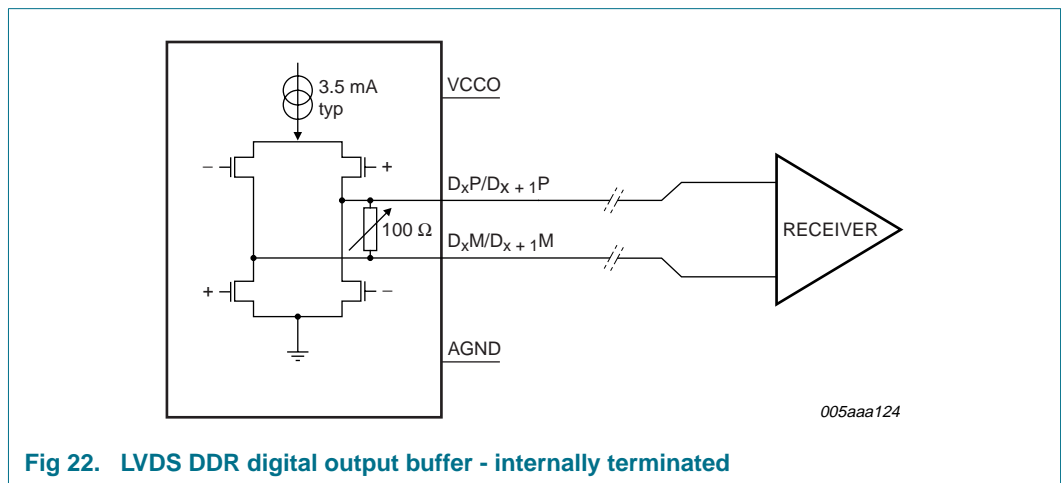 3.5 mA
typ
VCCO
− +
DxP/Dx + 1P
100 Ω
DxM/Dx + 1M
RECEIVER
+ −
AGND
005aaa124
Fig 22. LVDS DDR digital output buffer - internally terminated